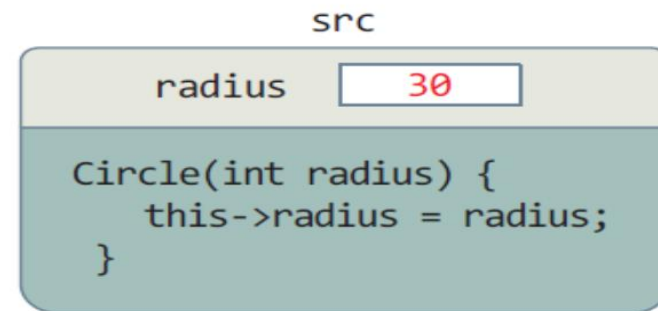 src
radius 30
Circle(int radius) {
this->radius = radius;
}